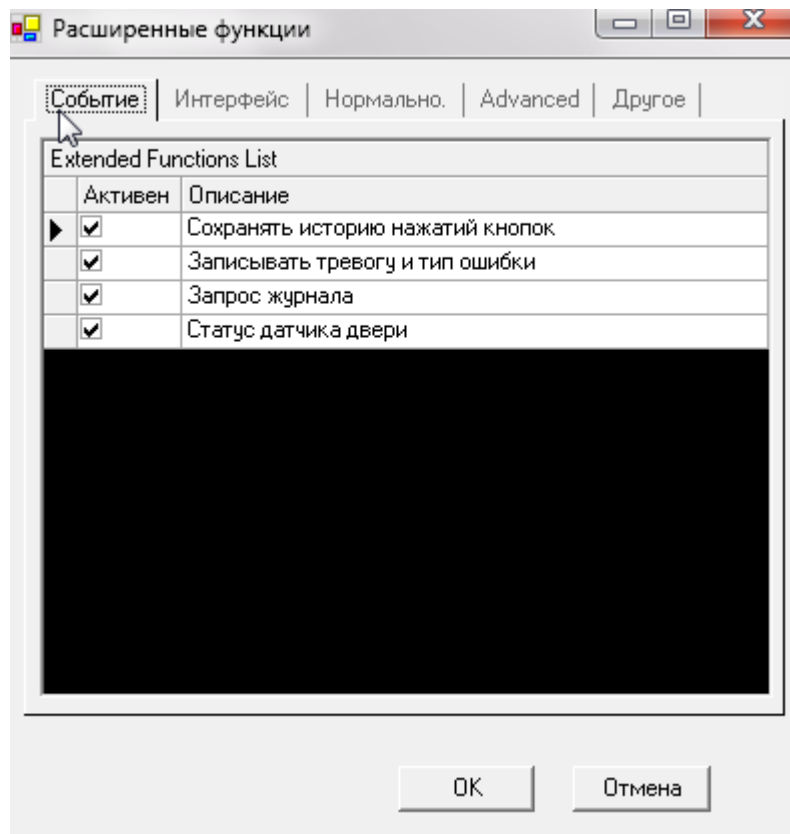 Расширенные функции
Событие Интерфейс Нормально. Advanced Другое
Extended Functions List
Активен Описание
Сохранять историю нажатий кнопок
Записывать тревогу и тип ошибки
Запрос журнала
Статус датчика двери
OK Отмена